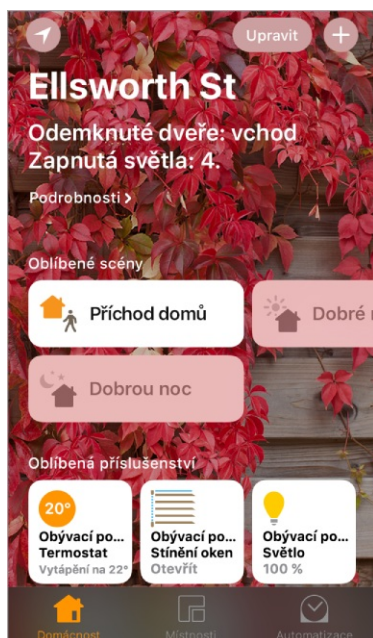 Upravit
Ellsworth St
Odemknuté dveře: vchod
Zapnutá světla: 4.
Podrobnosti >
Oblíbené scény
Příchod domů
Dobré r
Dobrou noc
Oblíbená příslušenství
20°
Obývací po...
Termostat
Vytápění na 22°
Obývací po...
Stínění oken
Otevřít
Obývací po...
Světlo
100 %
Domácnost
Místnosti
Automatizace